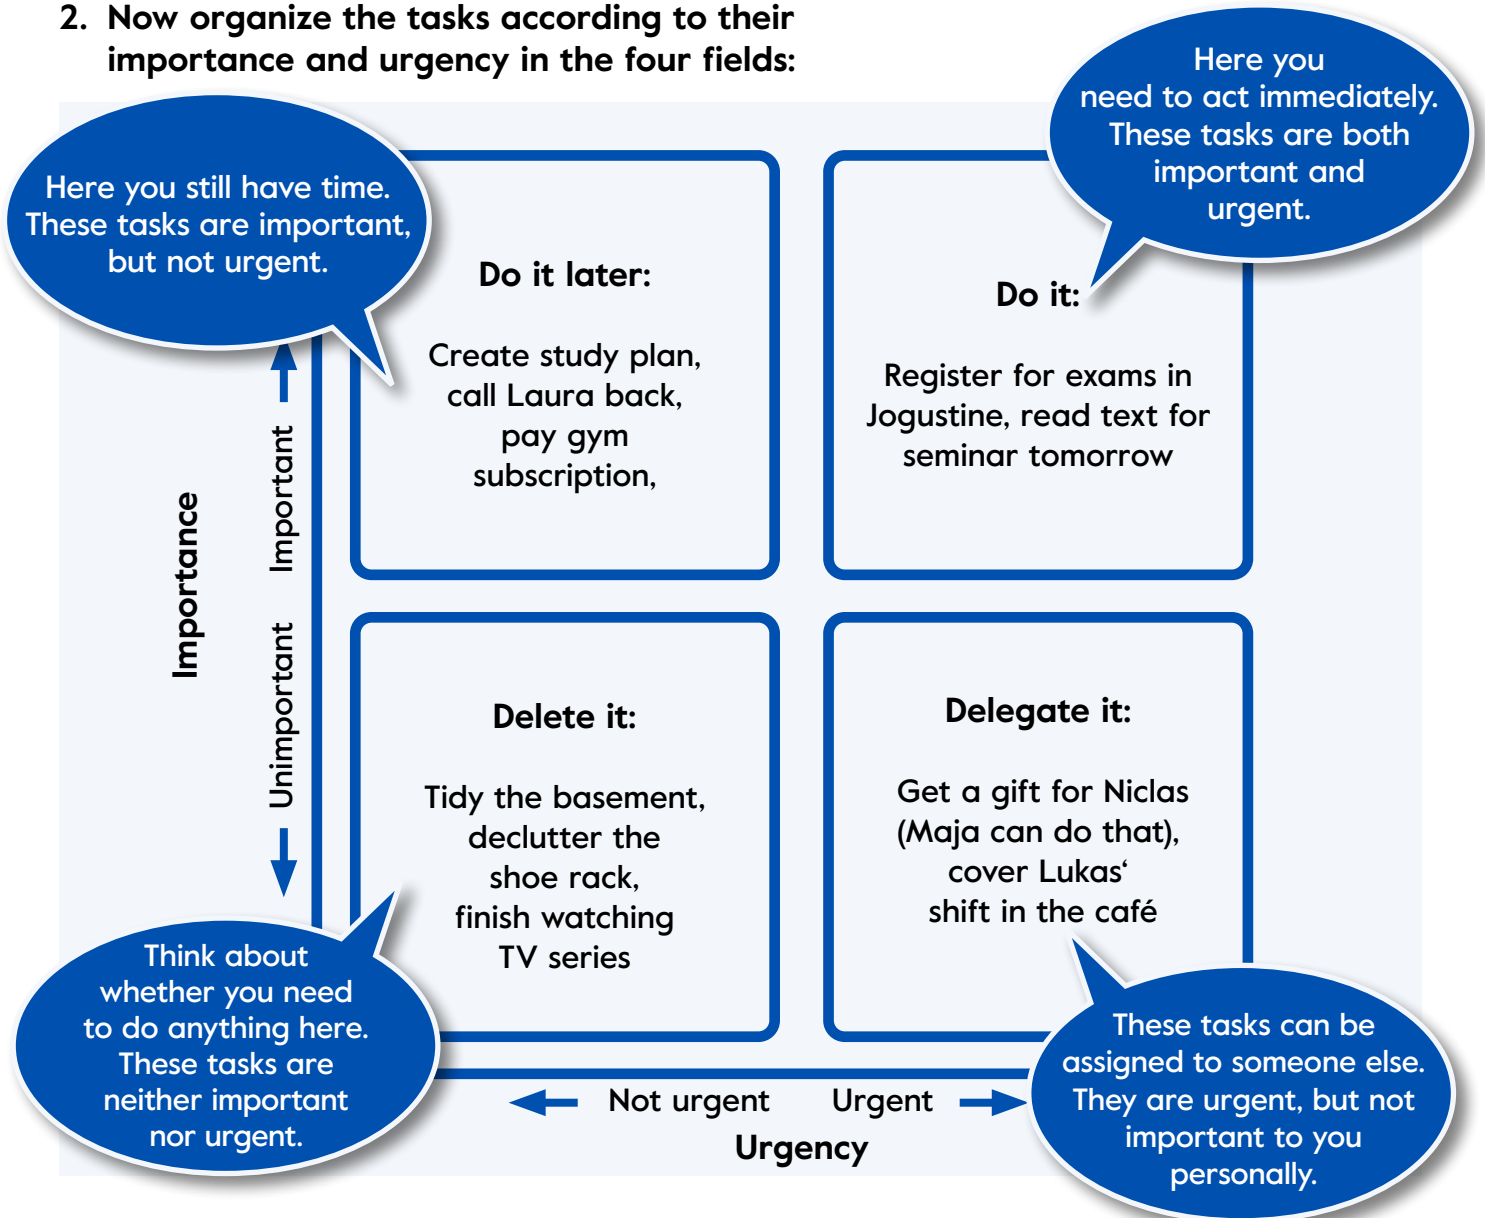 2. Now organize the tasks according to their
importance and urgency in the four fields:
Here you still have time.
These tasks are important,
but not urgent.
Here you
need to act immediately.
These tasks are both
important and
urgent.
Do it later:
Create study plan,
call Laura back,
pay gym
subscription,
Do it:
Register for exams in
Jogustine, read text for
seminar tomorrow
Importance
Important
Unimportant
Delete it:
Tidy the basement,
declutter the
shoe rack,
finish watching
TV series
Delegate it:
Get a gift for Niclas
(Maja can do that),
cover Lukas‘
shift in the café
Think about
whether you need
to do anything here.
These tasks are
neither important
nor urgent.
These tasks can be
assigned to someone else.
They are urgent, but not
important to you
personally.
Not urgent Urgent
Urgency